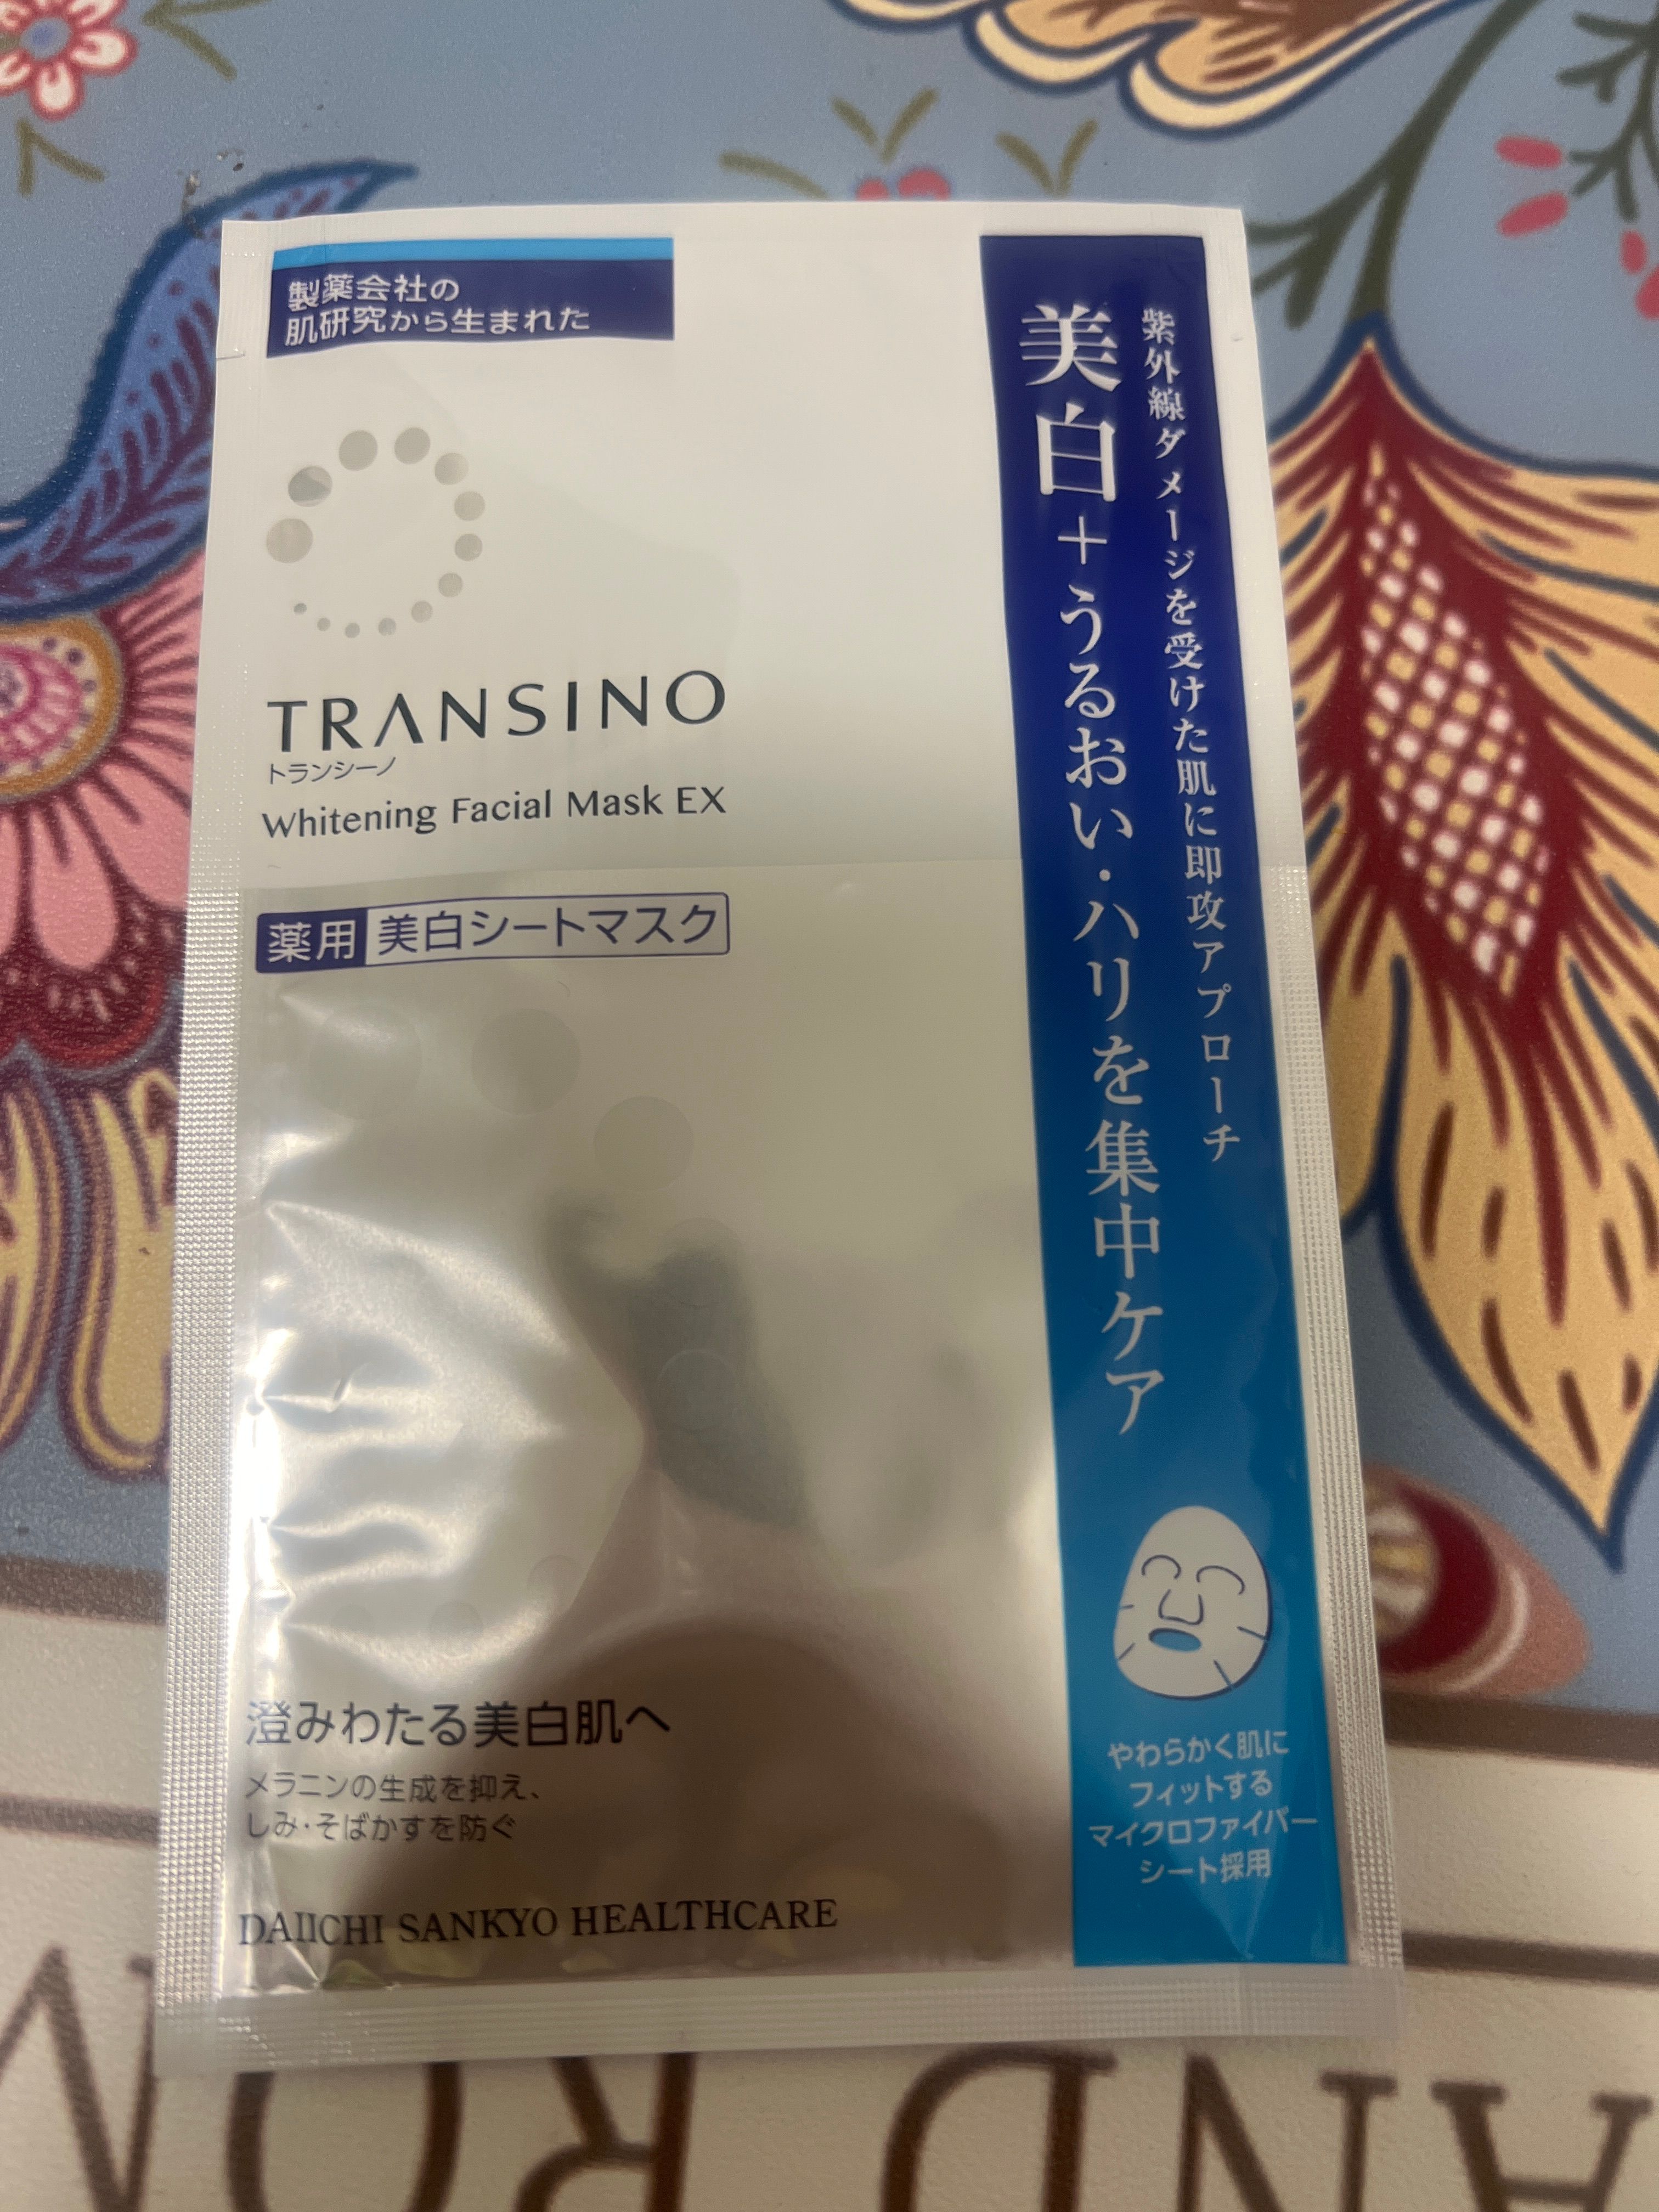 製薬会社の
肌研究から生まれた
TRANSINO
トランシーノ
Whitening Facial Mask EX
薬用 美白シートマスク
紫外線ダメージを受けた肌に即攻アプローチ
美白+うるおい・ハリを集中ケア
やわらかく肌に
フィットする
マイクロファイバー
シート採用
澄みわたる美白肌へ
メラニンの生成を抑え、
しみ・そばかすを防ぐ
DAIICHI SANKYO HEALTHCARE